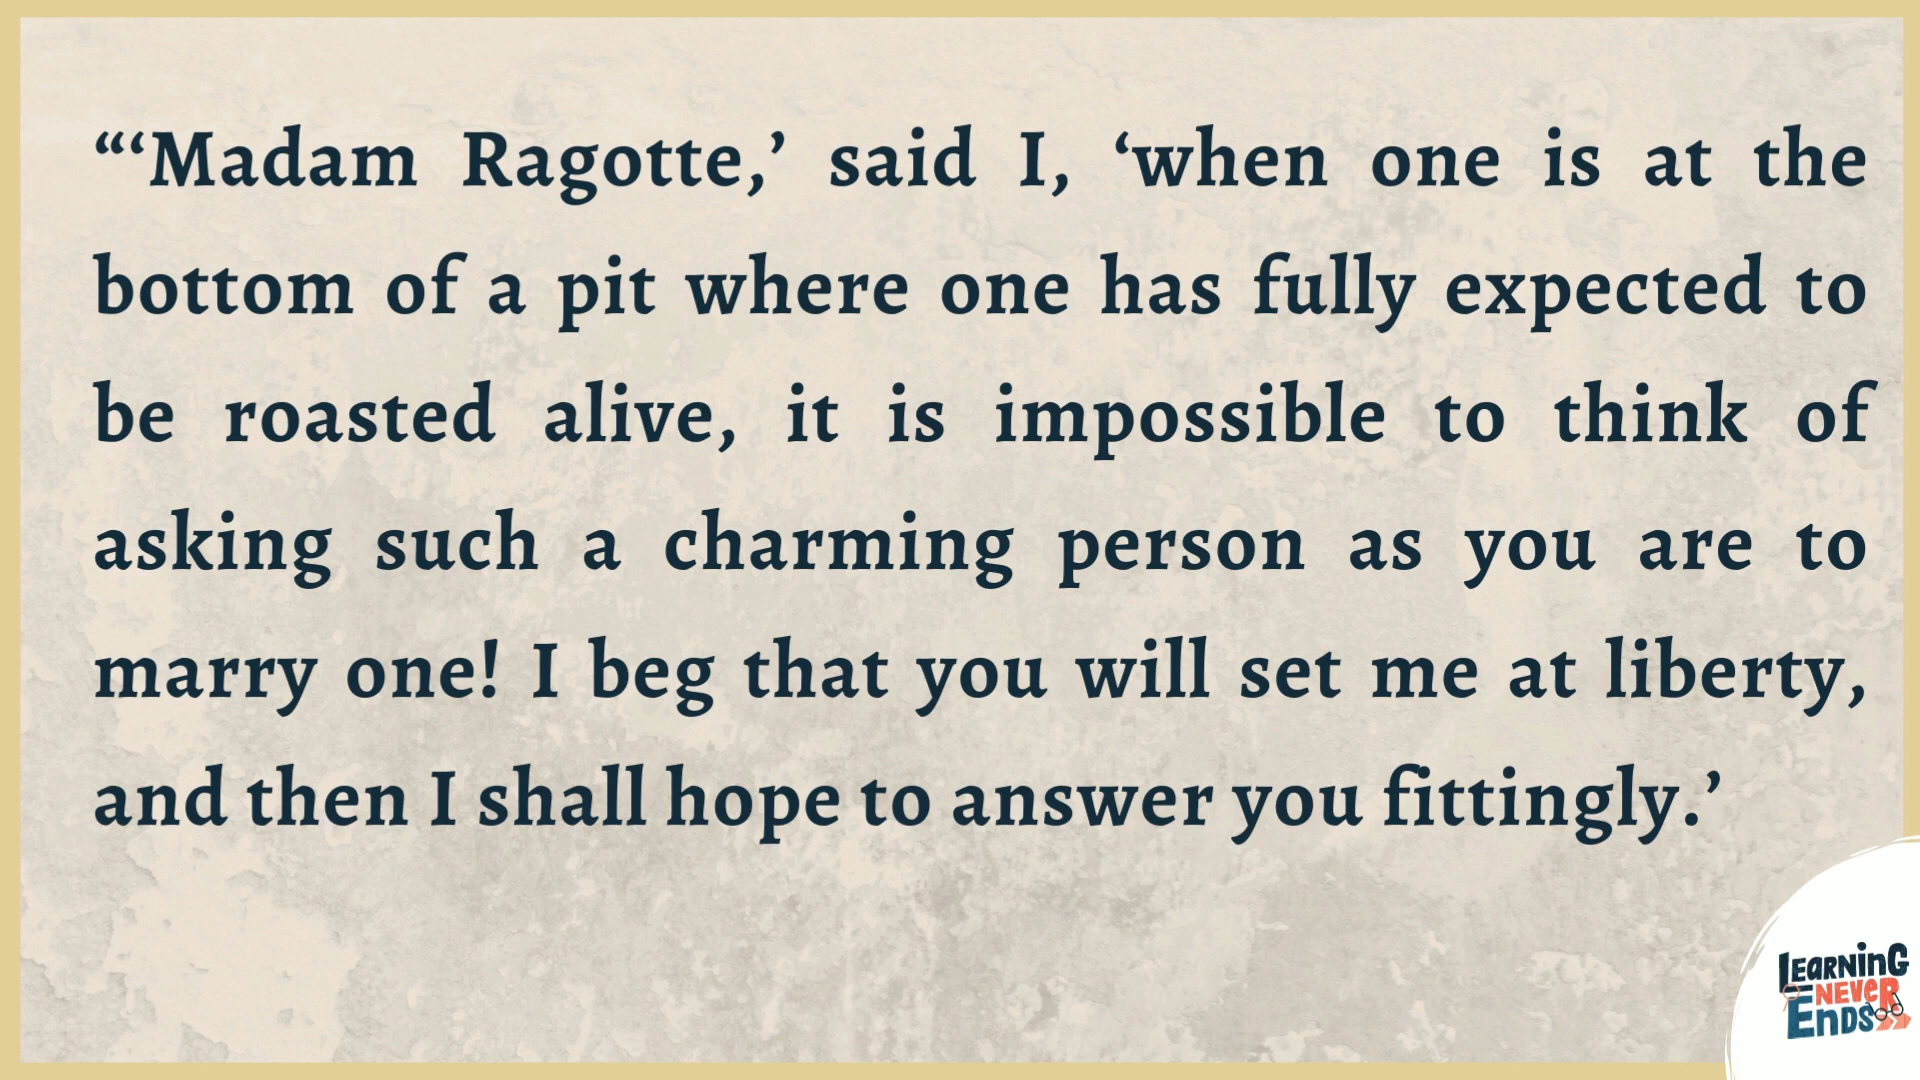 “‘Madam Ragotte,’ said I, ‘when one is at the
bottom of a pit where one has fully expected to
be roasted alive, it is impossible to think of
asking such a charming person as you are to
marry one! I beg that you will set me at liberty,
and then I shall hope to answer you fittingly.’
LEARNinG
NEVER
ENDS